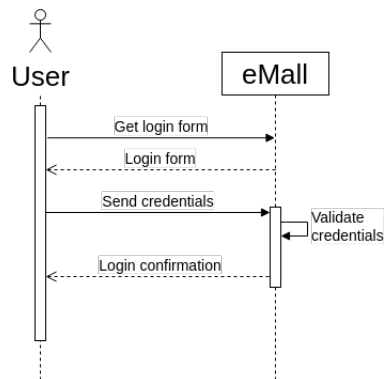 User
eMall
Get login form
Login form
Send credentials
Validate
credentials
Login confirmation